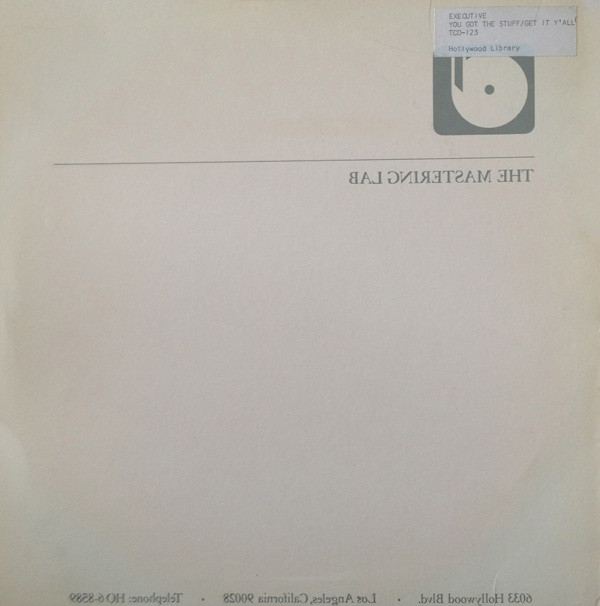 EXECUTIVE
YOU GOT THE STUFF/GET IT Y'ALL
TCD-123
Hollywood Library
THE MASTERING LAB
6033 Hollywood Blvd. • Los Angeles, California 90028 • Telephone: HO 6-8589